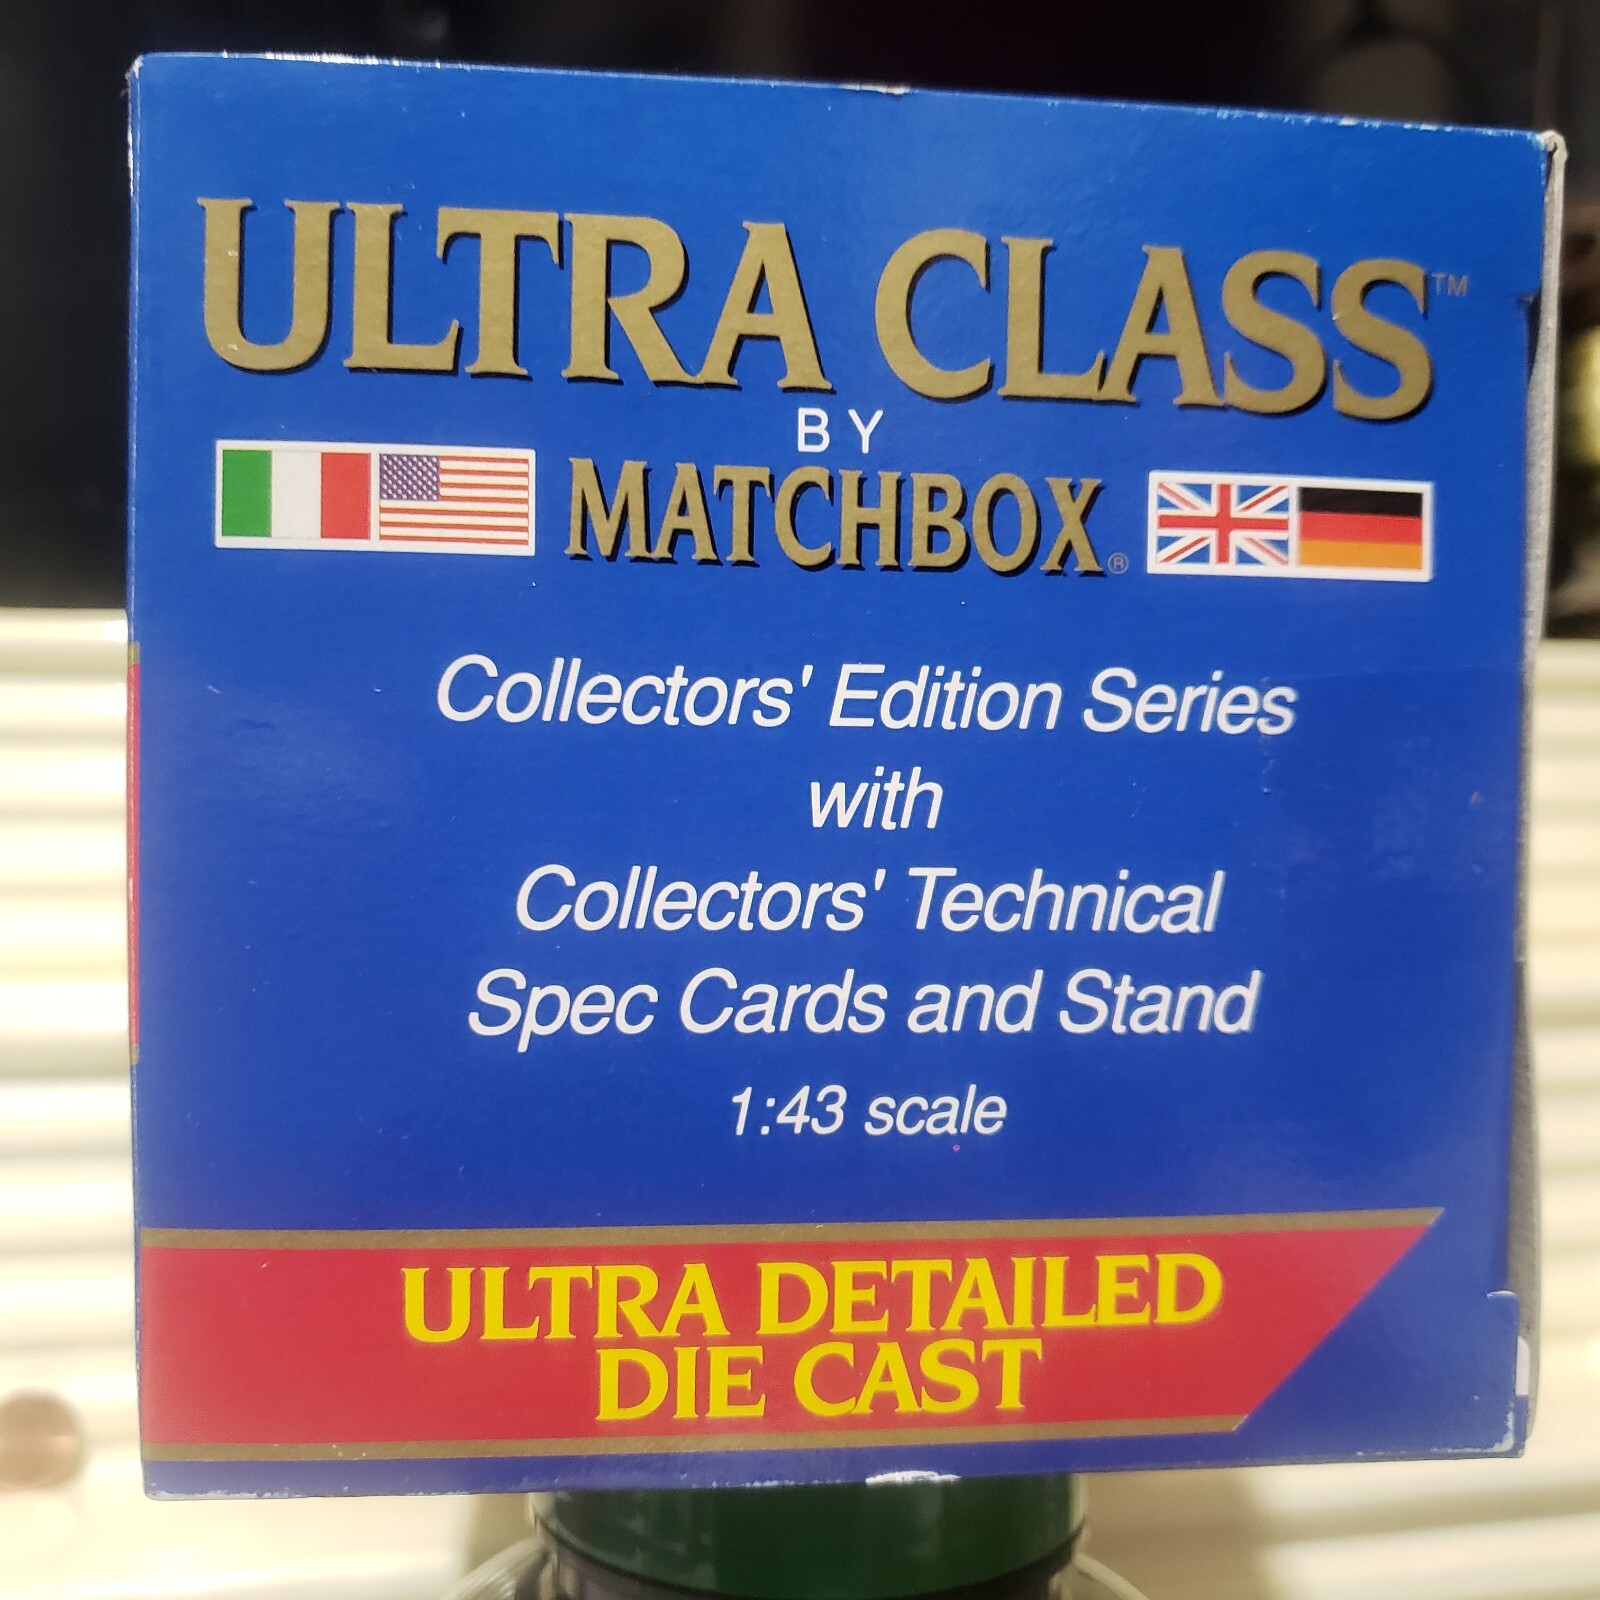 ULTRA CLASS™
BY
MATCHBOX®
Collectors' Edition Series
with
Collectors' Technical
Spec Cards and Stand
1:43 scale
ULTRA DETAILED
DIE CAST